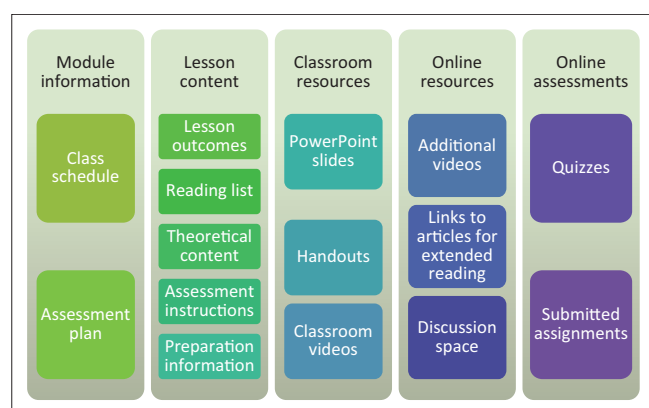 Module
information
Class
schedule
Assessment
plan
Lesson
content
Lesson
outcomes
Reading list
Theoretical
content
Assessment
instructions
Preparation
information
Classroom
resources
PowerPoint
slides
Handouts
Classroom
videos
Online
resources
Additional
videos
Links to
articles for
extended
reading
Discussion
space
Online
assessments
Quizzes
Submitted
assignments